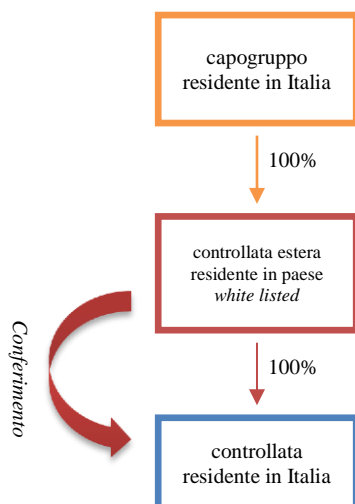 capogruppo
residente in Italia
100%
controllata estera
residente in paese
white listed
Conferimento
100%
controllata
residente in Italia